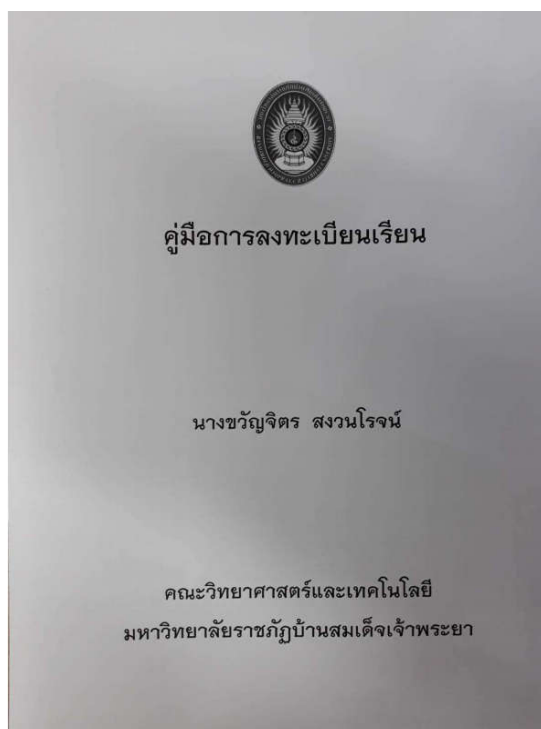 คู่มือการลงทะเบียนเรียน
นางขวัญจิตร สงวนโรจน์
คณะวิทยาศาสตร์และเทคโนโลยี
มหาวิทยาลัยราชภัฏบ้านสมเด็จเจ้าพระยา